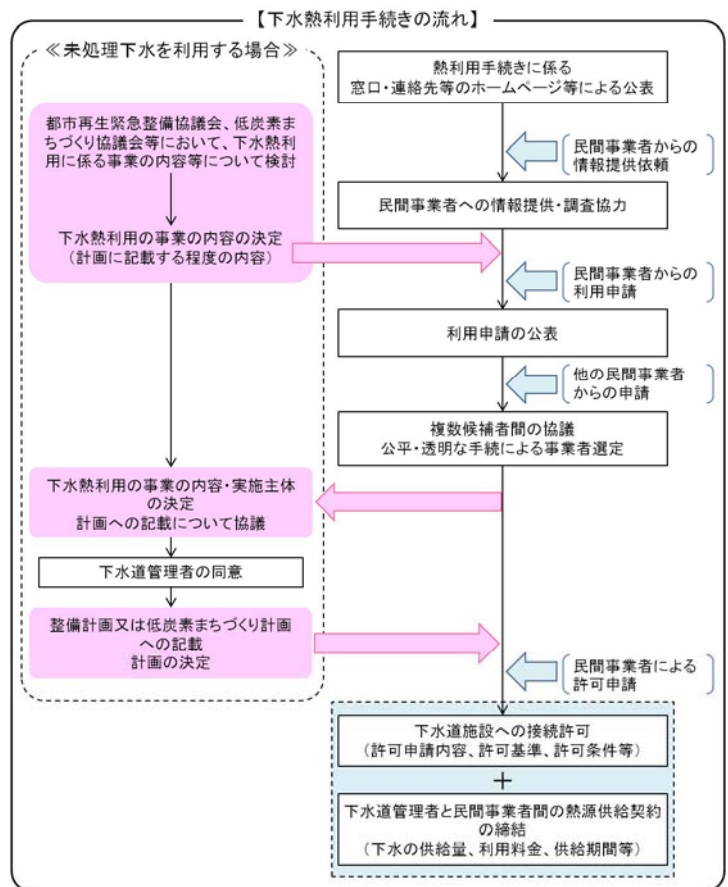 【下水熱利用手続きの流れ】
≪未処理下水を利用する場合≫
都市再生緊急整備協議会、低炭素ま
ちづくり協議会等において、下水熱利
用に係る事業の内容等について検討
下水熱利用の事業の内容の決定
(計画に記載する程度の内容)
下水熱利用の事業の内容・実施主体
の決定
計画への記載について協議
下水道管理者の同意
整備計画又は低炭素まちづくり計画
への記載
計画の決定
熱利用手続きに係る
窓口・連絡先等のホームページ等による公表
民間事業者からの
情報提供依頼
民間事業者への情報提供・調査協力
民間事業者からの
利用申請
利用申請の公表
他の民間事業者
からの申請
複数候補者間の協議
公平・透明な手続による事業者選定
民間事業者による
許可申請
下水道施設への接続許可
(許可申請内容、許可基準、許可条件等)
+
下水道管理者と民間事業者間の熱源供給契約
の締結
(下水の供給量、利用料金、供給期間等)